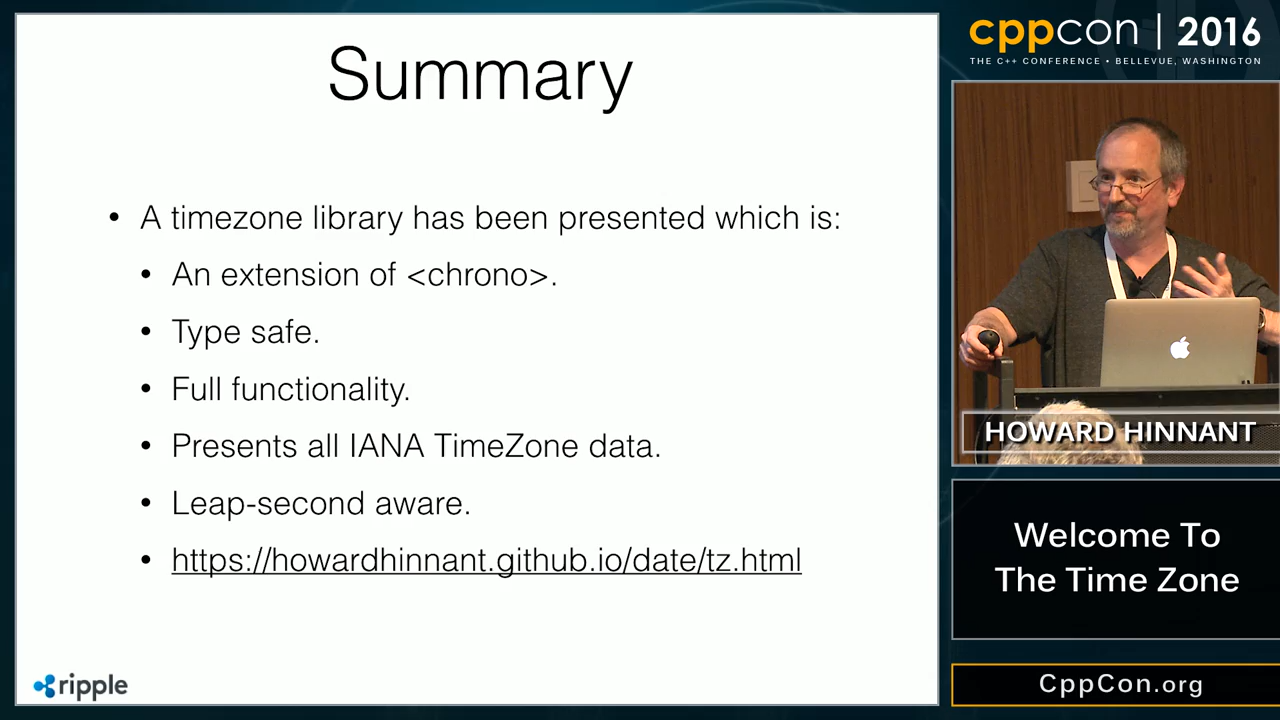 Summary
• A timezone library has been presented which is:
• An extension of <chrono>.
• Type safe.
• Full functionality.
• Presents all IANA TimeZone data.
• Leap-second aware.
• https://howardhinnant.github.io/date/tz.html
ripple
cppcon | 2016
THE C++ CONFERENCE • BELLEVUE, WASHINGTON
HOWARD HINNANT
Welcome To
The Time Zone
CppCon.org